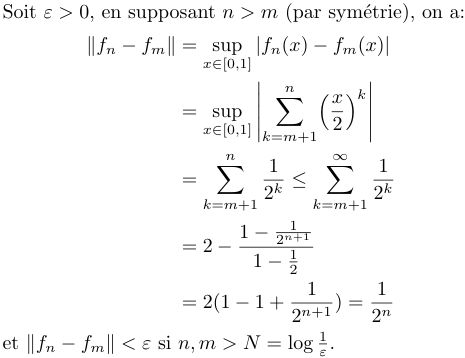 Soit ε > 0, en supposant n > m (par symétrie), on a:
‖f_n − f_m‖ = sup_{x∈[0,1]} |f_n(x) − f_m(x)|
= sup_{x∈[0,1]} |∑_{k=m+1}^{n} (x/2)^k|
= ∑_{k=m+1}^{n} 1/2^k ≤ ∑_{k=m+1}^{∞} 1/2^k
= 2 − (1 − 1/2^{n+1})/(1 − 1/2)
= 2(1 − 1 + 1/2^{n+1}) = 1/2^n
et ‖f_n − f_m‖ < ε si n, m > N = log 1/ε.